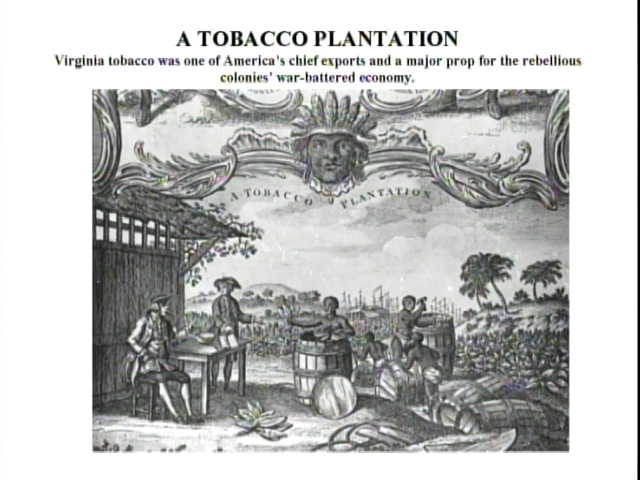 A TOBACCO PLANTATION
Virginia tobacco was one of America's chief exports and a major prop for the rebellious
colonies' war-battered economy.
A TOBACCO PLANTATION